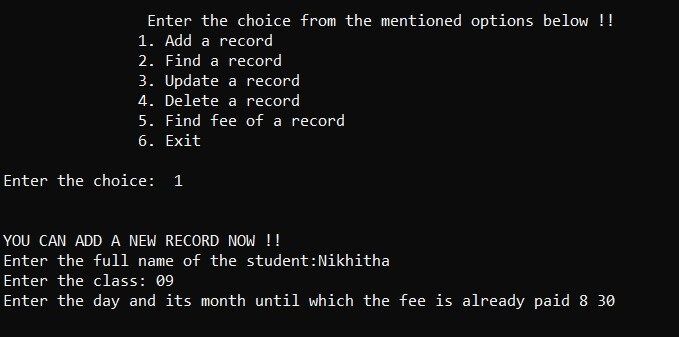 Enter the choice from the mentioned options below !!
1. Add a record
2. Find a record
3. Update a record
4. Delete a record
5. Find fee of a record
6. Exit
Enter the choice:  1
YOU CAN ADD A NEW RECORD NOW !!
Enter the full name of the student:Nikhitha
Enter the class: 09
Enter the day and its month until which the fee is already paid 8 30